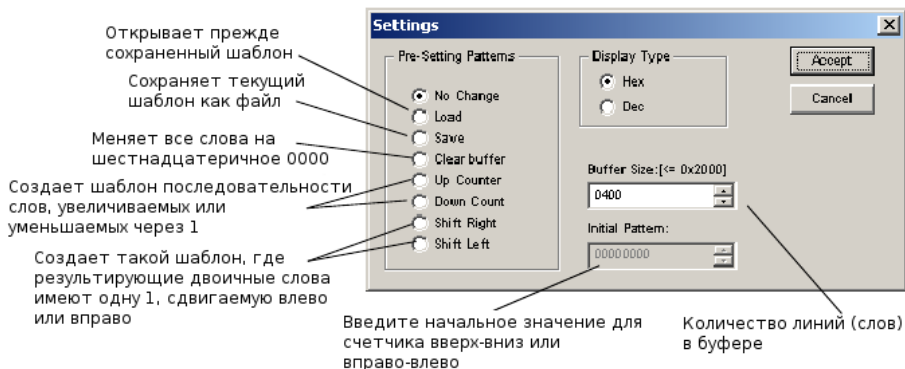 Открывает прежде
сохраненный шаблон
Сохраняет текущий
шаблон как файл
Меняет все слова на
шестнадцатеричное 0000
Создает шаблон последовательности
слов, увеличиваемых или
уменьшаемых через 1
Создает такой шаблон, где
результирующие двоичные слова
имеют одну 1, сдвигаемую влево
или вправо
Settings
Pre-Setting Patterns
No Change
Load
Save
Clear buffer
Up Counter
Down Count
Shift Right
Shift Left
Display Type
Hex
Dec
Accept
Cancel
Buffer Size:[<= 0x2000]
0400
Initial Pattern:
00000000
Введите начальное значение для
счетчика вверх-вниз или
вправо-влево
Количество линий (слов)
в буфере